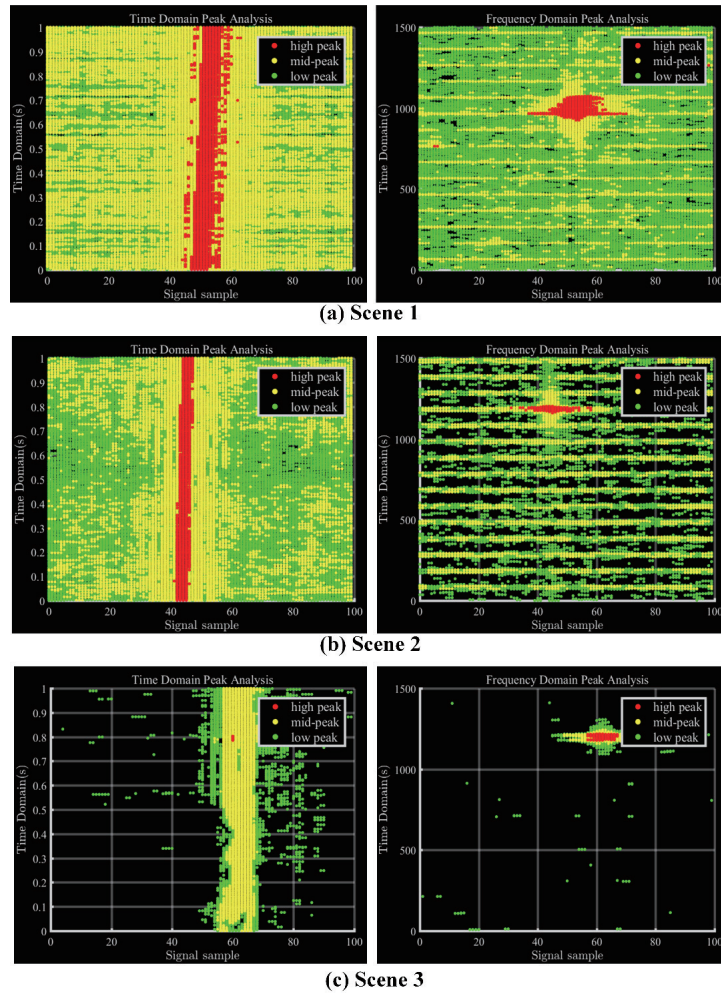 Time Domain Peak Analysis
Time Domain(s)
1
0.9
0.8
0.7
0.6
0.5
0.4
0.3
0.2
0.1
0
0 20 40 60 80 100
Signal sample
high peak
mid-peak
low peak
Frequency Domain Peak Analysis
Time Domain(s)
1500
1000
500
0
0 20 40 60 80 100
Signal sample
high peak
mid-peak
low peak
(a) Scene 1
Time Domain Peak Analysis
Time Domain(s)
1
0.9
0.8
0.7
0.6
0.5
0.4
0.3
0.2
0.1
0
0 20 40 60 80 100
Signal sample
high peak
mid-peak
low peak
Frequency Domain Peak Analysis
Time Domain(s)
1500
1000
500
0
0 20 40 60 80 100
Signal sample
high peak
mid-peak
low peak
(b) Scene 2
Time Domain Peak Analysis
Time Domain(s)
1
0.9
0.8
0.7
0.6
0.5
0.4
0.3
0.2
0.1
0
0 20 40 60 80 100
Signal sample
high peak
mid-peak
low peak
Frequency Domain Peak Analysis
Time Domain(s)
1500
1000
500
0
0 20 40 60 80 100
Signal sample
high peak
mid-peak
low peak
(c) Scene 3